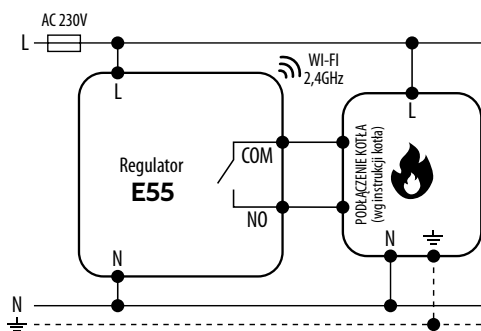 AC 230V
L
WI-FI
2,4GHz
L
L
Regulator
E55
COM
NO
PODŁĄCZENIE KOTŁA
(wg instrukcji kotła)
N
N
N